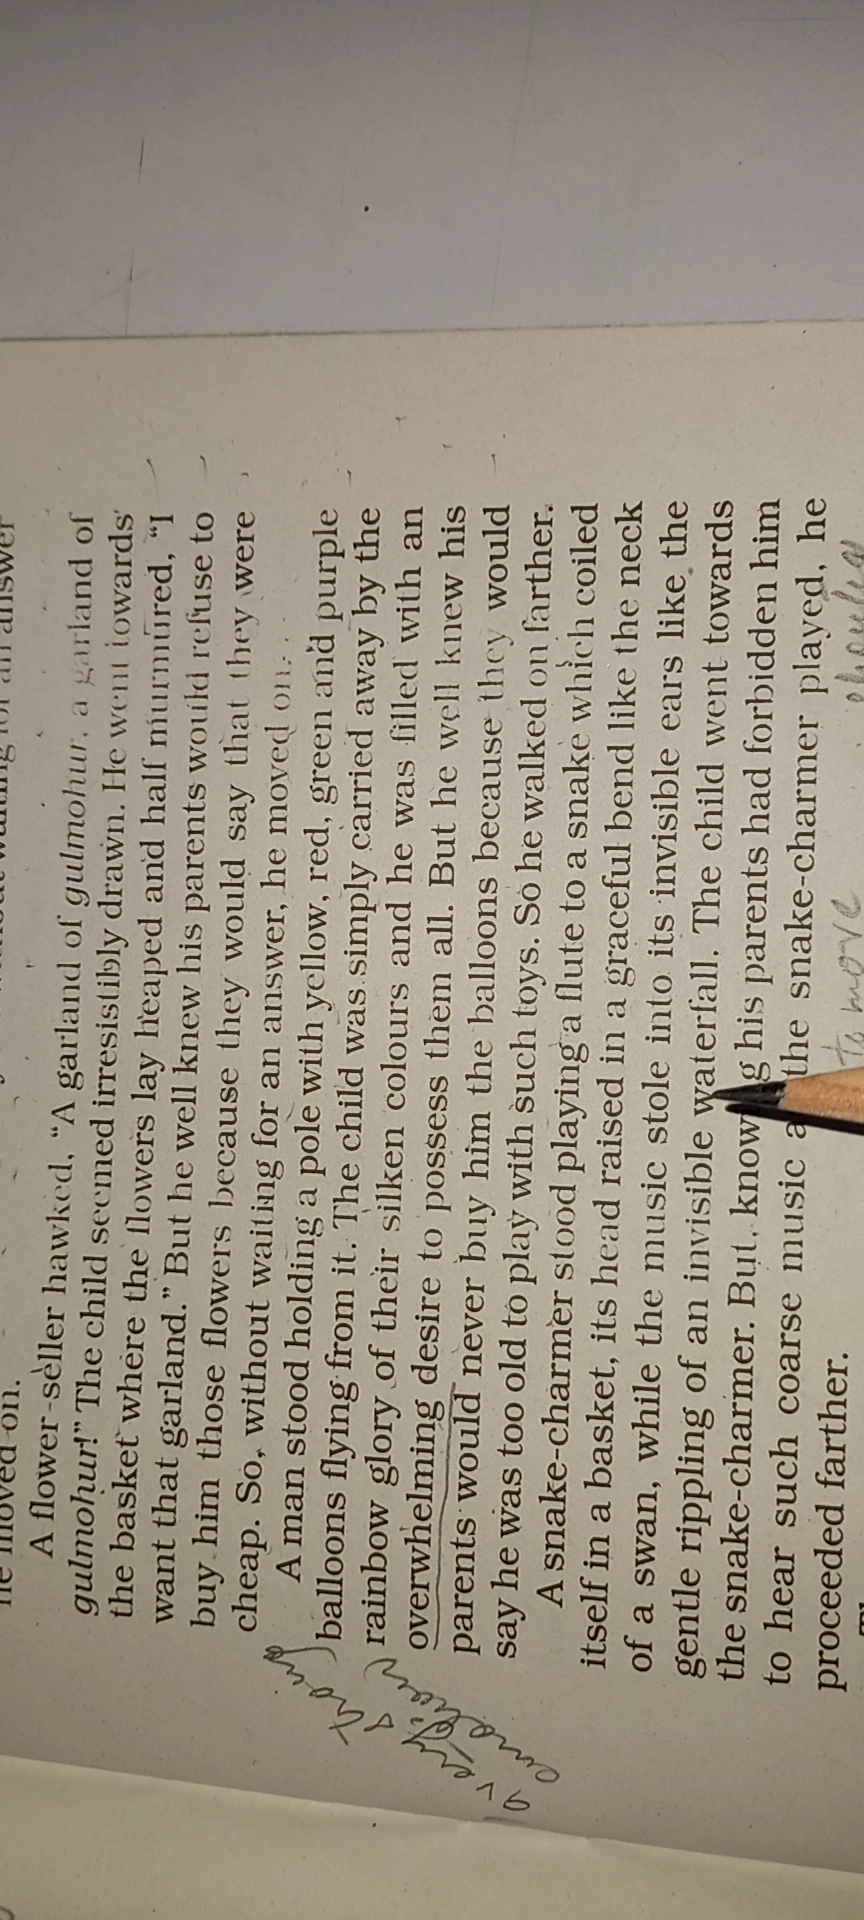 he moved on.
A flower-seller hawked, “A garland of gulmohur, a garland of
gulmohur!” The child seemed irresistibly drawn. He went towards
the basket where the flowers lay heaped and half murmured, “I
want that garland.” But he well knew his parents would refuse to
buy him those flowers because they would say that they were
cheap. So, without waiting for an answer, he moved on.
A man stood holding a pole with yellow, red, green and purple
balloons flying from it. The child was simply carried away by the
rainbow glory of their silken colours and he was filled with an
overwhelming desire to possess them all. But he well knew his
parents would never buy him the balloons because they would
say he was too old to play with such toys. So he walked on farther.
A snake-charmer stood playing a flute to a snake which coiled
itself in a basket, its head raised in a graceful bend like the neck
of a swan, while the music stole into its invisible ears like the
gentle rippling of an invisible waterfall. The child went towards
the snake-charmer. But, his parents had forbidden him
to hear such coarse music the snake-charmer played, he
proceeded farther.
to move